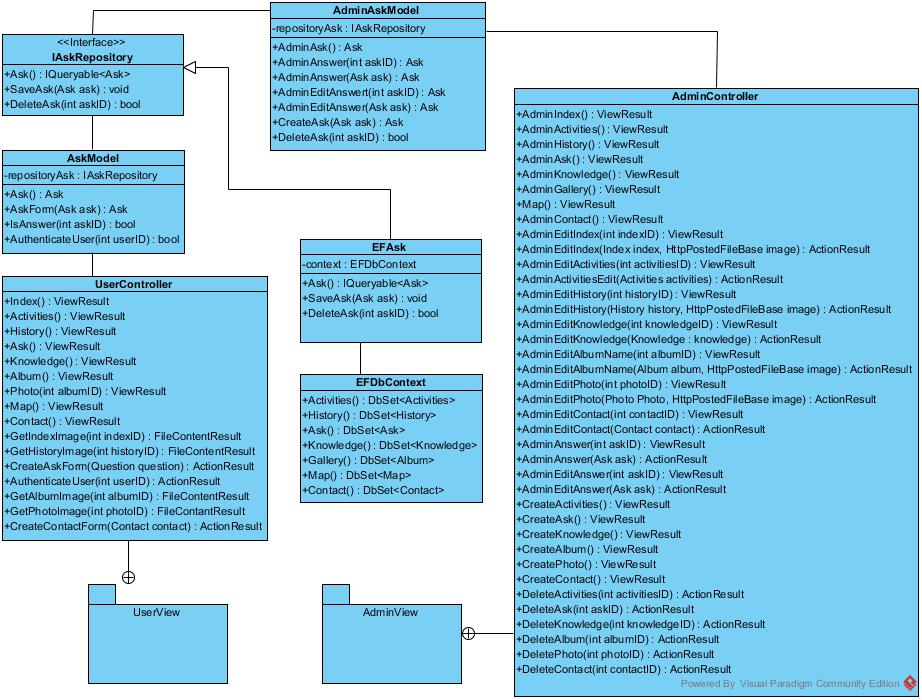 <<Interface>>
IAskRepository
+Ask() : IQueryable<Ask>
+SaveAsk(Ask ask) : void
+DeleteAsk(int askID) : bool
AdminAskModel
-repositoryAsk : IAskRepository
+AdminAsk() : Ask
+AdminAnswer(int askID) : Ask
+AdminAnswer(Ask ask) : Ask
+AdminEditAnswert(int askID) : Ask
+AdminEditAnswer(Ask ask) : Ask
+CreateAsk(Ask ask) : Ask
+DeleteAsk(int askID) : bool
AskModel
-repositoryAsk : IAskRepository
+Ask() : Ask
+AskForm(Ask ask) : Ask
+IsAnswer(int askID) : bool
+AuthenticateUser(int userID) : bool
UserController
+Index() : ViewResult
+Activities() : ViewResult
+History() : ViewResult
+Ask() : ViewResult
+Knowledge() : ViewResult
+Album() : ViewResult
+Photo(int albumID) : ViewResult
+Map() : ViewResult
+Contact() : ViewResult
+GetIndexImage(int indexID) : FileContentResult
+GetHistoryImage(int historyID) : FileContentResult
+CreateAskForm(Question question) : ActionResult
+AuthenticateUser(int userID) : ActionResult
+GetAlbumImage(int albumID) : FileContentResult
+GetPhotoImage(int photoID) : FileContantResult
+CreateContactForm(Contact contact) : ActionResult
EFAsk
-context : EFDbContext
+Ask() : IQueryable<Ask>
+SaveAsk(Ask ask) : void
+DeleteAsk(int askID) : bool
EFDbContext
+Activities() : DbSet<Activities>
+History() : DbSet<History>
+Ask() : DbSet<Ask>
+Knowledge() : DbSet<Knowledge>
+Gallery() : DbSet<Album>
+Map() : DbSet<Map>
+Contact() : DbSet<Contact>
AdminController
+AdminIndex() : ViewResult
+AdminActivities() : ViewResult
+AdminHistory() : ViewResult
+AdminAsk() : ViewResult
+AdminKnowledge() : ViewResult
+AdminGallery() : ViewResult
+Map() : ViewResult
+AdminContact() : ViewResult
+AdminEditIndex(int indexID) : ViewResult
+AdminEditIndex(Index index, HttpPostedFileBase image) : ActionResult
+AdminEditActivities(int activitiesID) : ViewResult
+AdminActivitiesEdit(Activities activities) : ActionResult
+AdminEditHistory(int historyID) : ViewResult
+AdminEditHistory(History history, HttpPostedFileBase image) : ActionResult
+AdminEditKnowledge(int knowledgeID) : ViewResult
+AdminEditKnowledge(Knowledge : knowledge) : ActionResult
+AdminEditAlbumName(int albumID) : ViewResult
+AdminEditAlbumName(Album album, HttpPostedFileBase image) : ActionResult
+AdminEditPhoto(int photoID) : ViewResult
+AdminEditPhoto(Photo Photo, HttpPostedFileBase image) : ActionResult
+AdminEditContact(int contactID) : ViewResult
+AdminEditContact(Contact contact) : ActionResult
+AdminAnswer(int askID) : ViewResult
+AdminAnswer(Ask ask) : ActionResult
+AdminEditAnswer(int askID) : ViewResult
+AdminEditAnswer(Ask ask) : ActionResult
+CreateActivities() : ViewResult
+CreateAsk() : ViewResult
+CreateKnowledge() : ViewResult
+CreateAlbum() : ViewResult
+CreatePhoto() : ViewResult
+CreateContact() : ViewResult
+DeleteActivities(int activitiesID) : ActionResult
+DeleteAsk(int askID) : ActionResult
+DeleteKnowledge(int knowledgeID) : ActionResult
+DeleteAlbum(int albumID) : ActionResult
+DeletePhoto(int photoID) : ActionResult
+DeleteContact(int contactID) : ActionResult
UserView
AdminView
Powered By Visual Paradigm Community Edition